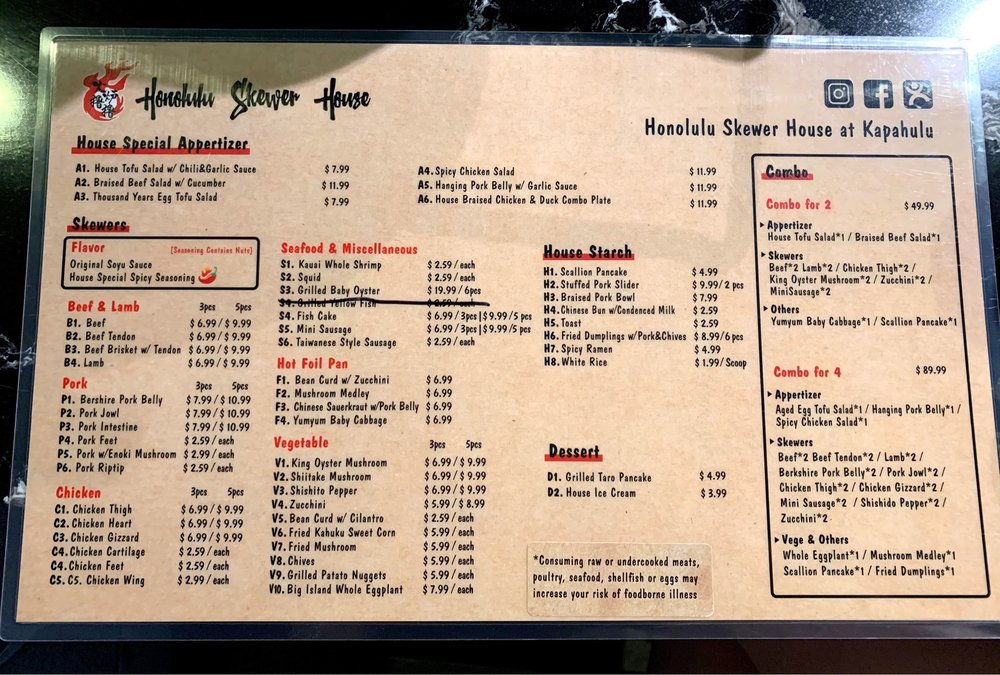 Honolulu Skewer House
Honolulu Skewer House at Kapahulu
House Special Appertizer
A1. House Tofu Salad w/ Chili&Garlic Sauce $ 7.99
A2. Braised Beef Salad w/ Cucumber $ 11.99
A3. Thousand Years Egg Tofu Salad $ 7.99
A4. Spicy Chicken Salad $ 11.99
A5. Hanging Pork Belly w/ Garlic Sauce $ 11.99
A6. House Braised Chicken & Duck Combo Plate $ 11.99
Skewers
Flavor [Seasoning Contains Nuts]
Original Soyu Sauce
House Special Spicy Seasoning
Beef & Lamb 3pcs 5pcs
B1. Beef $ 6.99 / $ 9.99
B2. Beef Tendon $ 6.99 / $ 9.99
B3. Beef Brisket w/ Tendon $ 6.99 / $ 9.99
B4. Lamb $ 6.99 / $ 9.99
Pork 3pcs 5pcs
P1. Bershire Pork Belly $ 7.99 / $ 10.99
P2. Pork Jowl $ 7.99 / $ 10.99
P3. Pork Intestine $ 7.99 / $ 10.99
P4. Pork Feet $ 2.59 / each
P5. Pork w/Enoki Mushroom $ 2.99 / each
P6. Pork Riptip $ 2.59 / each
Chicken 3pcs 5pcs
C1. Chicken Thigh $ 6.99 / $ 9.99
C2. Chicken Heart $ 6.99 / $ 9.99
C3. Chicken Gizzard $ 6.99 / $ 9.99
C4. Chicken Cartilage $ 2.59 / each
C4. Chicken Feet $ 2.59 / each
C5. C5. Chicken Wing $ 2.99 / each
Seafood & Miscellaneous
S1. Kauai Whole Shrimp $ 2.59 / each
S2. Squid $ 2.59 / each
S3. Grilled Baby Oyster $ 19.99 / 6pcs
S4. Grilled Yellow Fish $ 2.59 / each
S4. Fish Cake $ 6.99 / 3pcs | $ 9.99 / 5 pcs
S5. Mini Sausage $ 6.99 / 3pcs | $ 9.99 / 5 pcs
S6. Taiwanese Style Sausage $ 2.59 / each
Hot Foil Pan
F1. Bean Curd w/ Zucchini $ 6.99
F2. Mushroom Medley $ 6.99
F3. Chinese Sauerkraut w/Pork Belly $ 6.99
F4. Yumyum Baby Cabbage $ 6.99
Vegetable 3pcs 5pcs
V1. King Oyster Mushroom $ 6.99 / $ 9.99
V2. Shiitake Mushroom $ 6.99 / $ 9.99
V3. Shishito Pepper $ 6.99 / $ 9.99
V4. Zucchini $ 5.99 / $ 8.99
V5. Bean Curd w/ Cilantro $ 2.59 / each
V6. Fried Kahuku Sweet Corn $ 5.99 / each
V7. Fried Mushroom $ 5.99 / each
V8. Chives $ 5.99 / each
V9. Grilled Patato Nuggets $ 5.99 / each
V10. Big Island Whole Eggplant $ 7.99 / each
House Starch
H1. Scallion Pancake $ 4.99
H2. Stuffed Pork Slider $ 9.99 / 2 pcs
H3. Braised Pork Bowl $ 7.99
H4. Chinese Bun w/Condensed Milk $ 2.59
H5. Toast $ 2.59
H6. Fried Dumplings w/Pork&Chives $ 8.99 / 6 pcs
H7. Spicy Ramen $ 4.99
H8. White Rice $ 1.99 / Scoop
Dessert
D1. Grilled Taro Pancake $ 4.99
D2. House Ice Cream $ 3.99
*Consuming raw or undercooked meats,
poultry, seafood, shellfish or eggs may
increase your risk of foodborne illness
Combo
Combo for 2 $ 49.99
Appertizer
House Tofu Salad*1 / Braised Beef Salad*1
Skewers
Beef*2 Lamb*2 / Chicken Thigh*2 /
King Oyster Mushroom*2 / Zucchini*2 /
MiniSausage*2
Others
Yumyum Baby Cabbage*1 / Scallion Pancake*1
Combo for 4 $ 89.99
Appertizer
Aged Egg Tofu Salad*1 / Hanging Pork Belly*1 /
Spicy Chicken Salad*1
Skewers
Beef*2 Beef Tendon*2 / Lamb*2 /
Berkshire Pork Belly*2 / Pork Jowl*2 /
Chicken Thigh*2 / Chicken Gizzard*2 /
Mini Sausage*2 / Shishido Pepper*2 /
Zucchini*2
Vege & Others
Whole Eggplant*1 / Mushroom Medley*1
Scallion Pancake*1 / Fried Dumplings*1